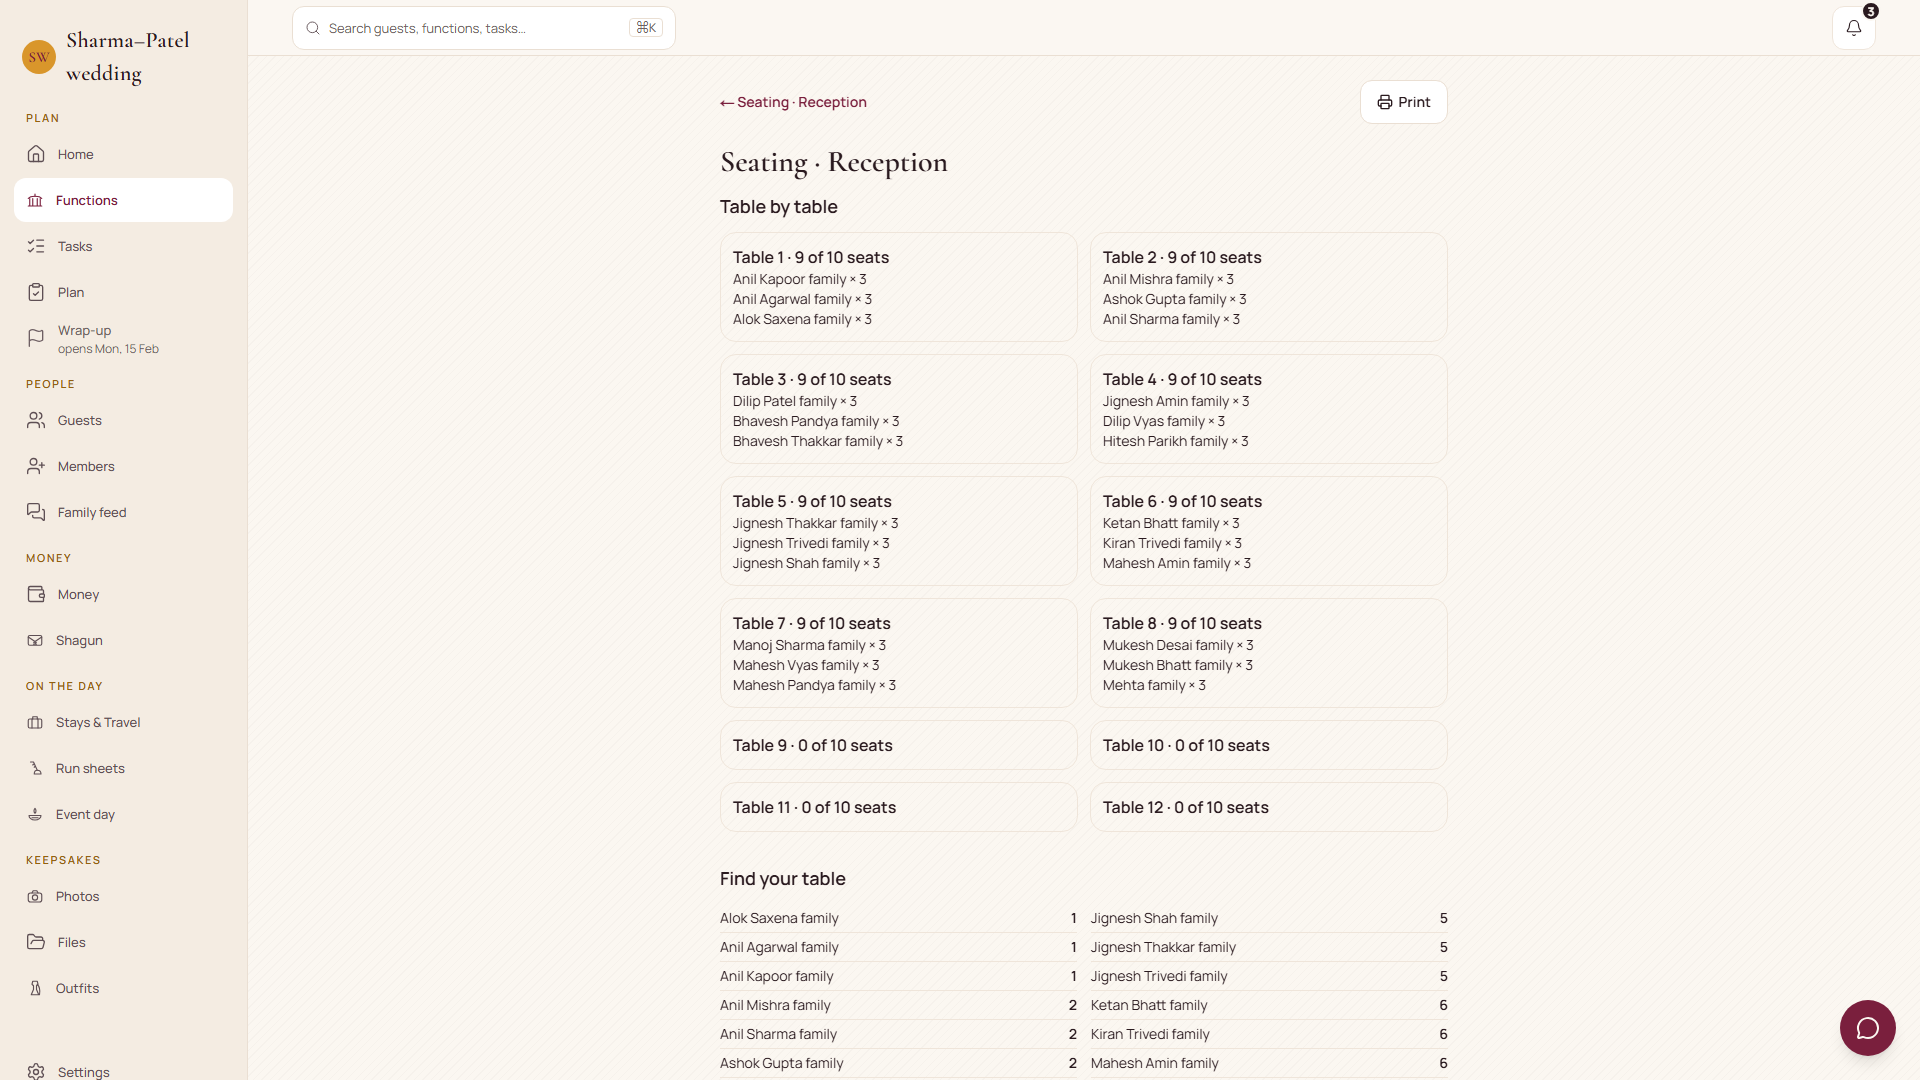 SW
Sharma–Patel
wedding
PLAN
Home
Functions
Tasks
Plan
Wrap-up
opens Mon, 15 Feb
PEOPLE
Guests
Members
Family feed
MONEY
Money
Shagun
ON THE DAY
Stays & Travel
Run sheets
Event day
KEEPSAKES
Photos
Files
Outfits
Settings
Search guests, functions, tasks...
⌘K
3
← Seating · Reception
Print
Seating · Reception
Table by table
Table 1 · 9 of 10 seats
Anil Kapoor family × 3
Anil Agarwal family × 3
Alok Saxena family × 3
Table 2 · 9 of 10 seats
Anil Mishra family × 3
Ashok Gupta family × 3
Anil Sharma family × 3
Table 3 · 9 of 10 seats
Dilip Patel family × 3
Bhavesh Pandya family × 3
Bhavesh Thakkar family × 3
Table 4 · 9 of 10 seats
Jignesh Amin family × 3
Dilip Vyas family × 3
Hitesh Parikh family × 3
Table 5 · 9 of 10 seats
Jignesh Thakkar family × 3
Jignesh Trivedi family × 3
Jignesh Shah family × 3
Table 6 · 9 of 10 seats
Ketan Bhatt family × 3
Kiran Trivedi family × 3
Mahesh Amin family × 3
Table 7 · 9 of 10 seats
Manoj Sharma family × 3
Mahesh Vyas family × 3
Mahesh Pandya family × 3
Table 8 · 9 of 10 seats
Mukesh Desai family × 3
Mukesh Bhatt family × 3
Mehta family × 3
Table 9 · 0 of 10 seats
Table 10 · 0 of 10 seats
Table 11 · 0 of 10 seats
Table 12 · 0 of 10 seats
Find your table
Alok Saxena family 1
Anil Agarwal family 1
Anil Kapoor family 1
Anil Mishra family 2
Anil Sharma family 2
Ashok Gupta family 2
Jignesh Shah family 5
Jignesh Thakkar family 5
Jignesh Trivedi family 5
Ketan Bhatt family 6
Kiran Trivedi family 6
Mahesh Amin family 6